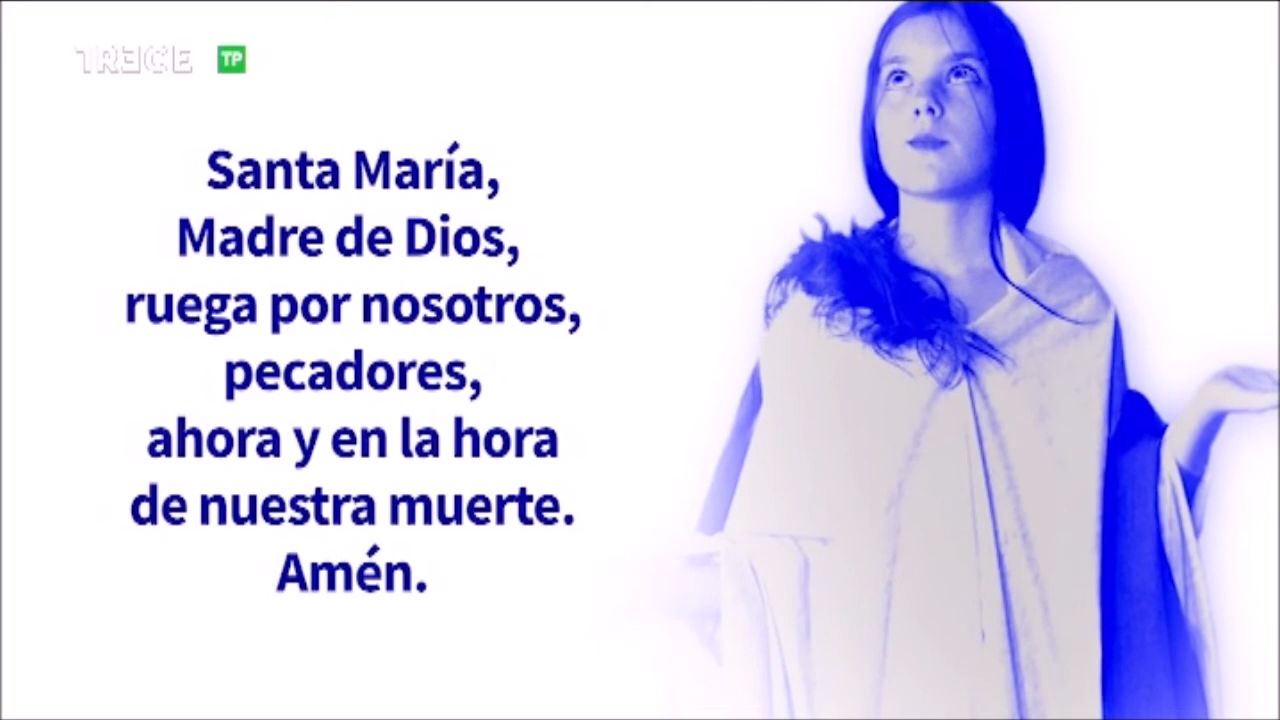 TRECE TP
Santa María,
Madre de Dios,
ruega por nosotros,
pecadores,
ahora y en la hora
de nuestra muerte.
Amén.